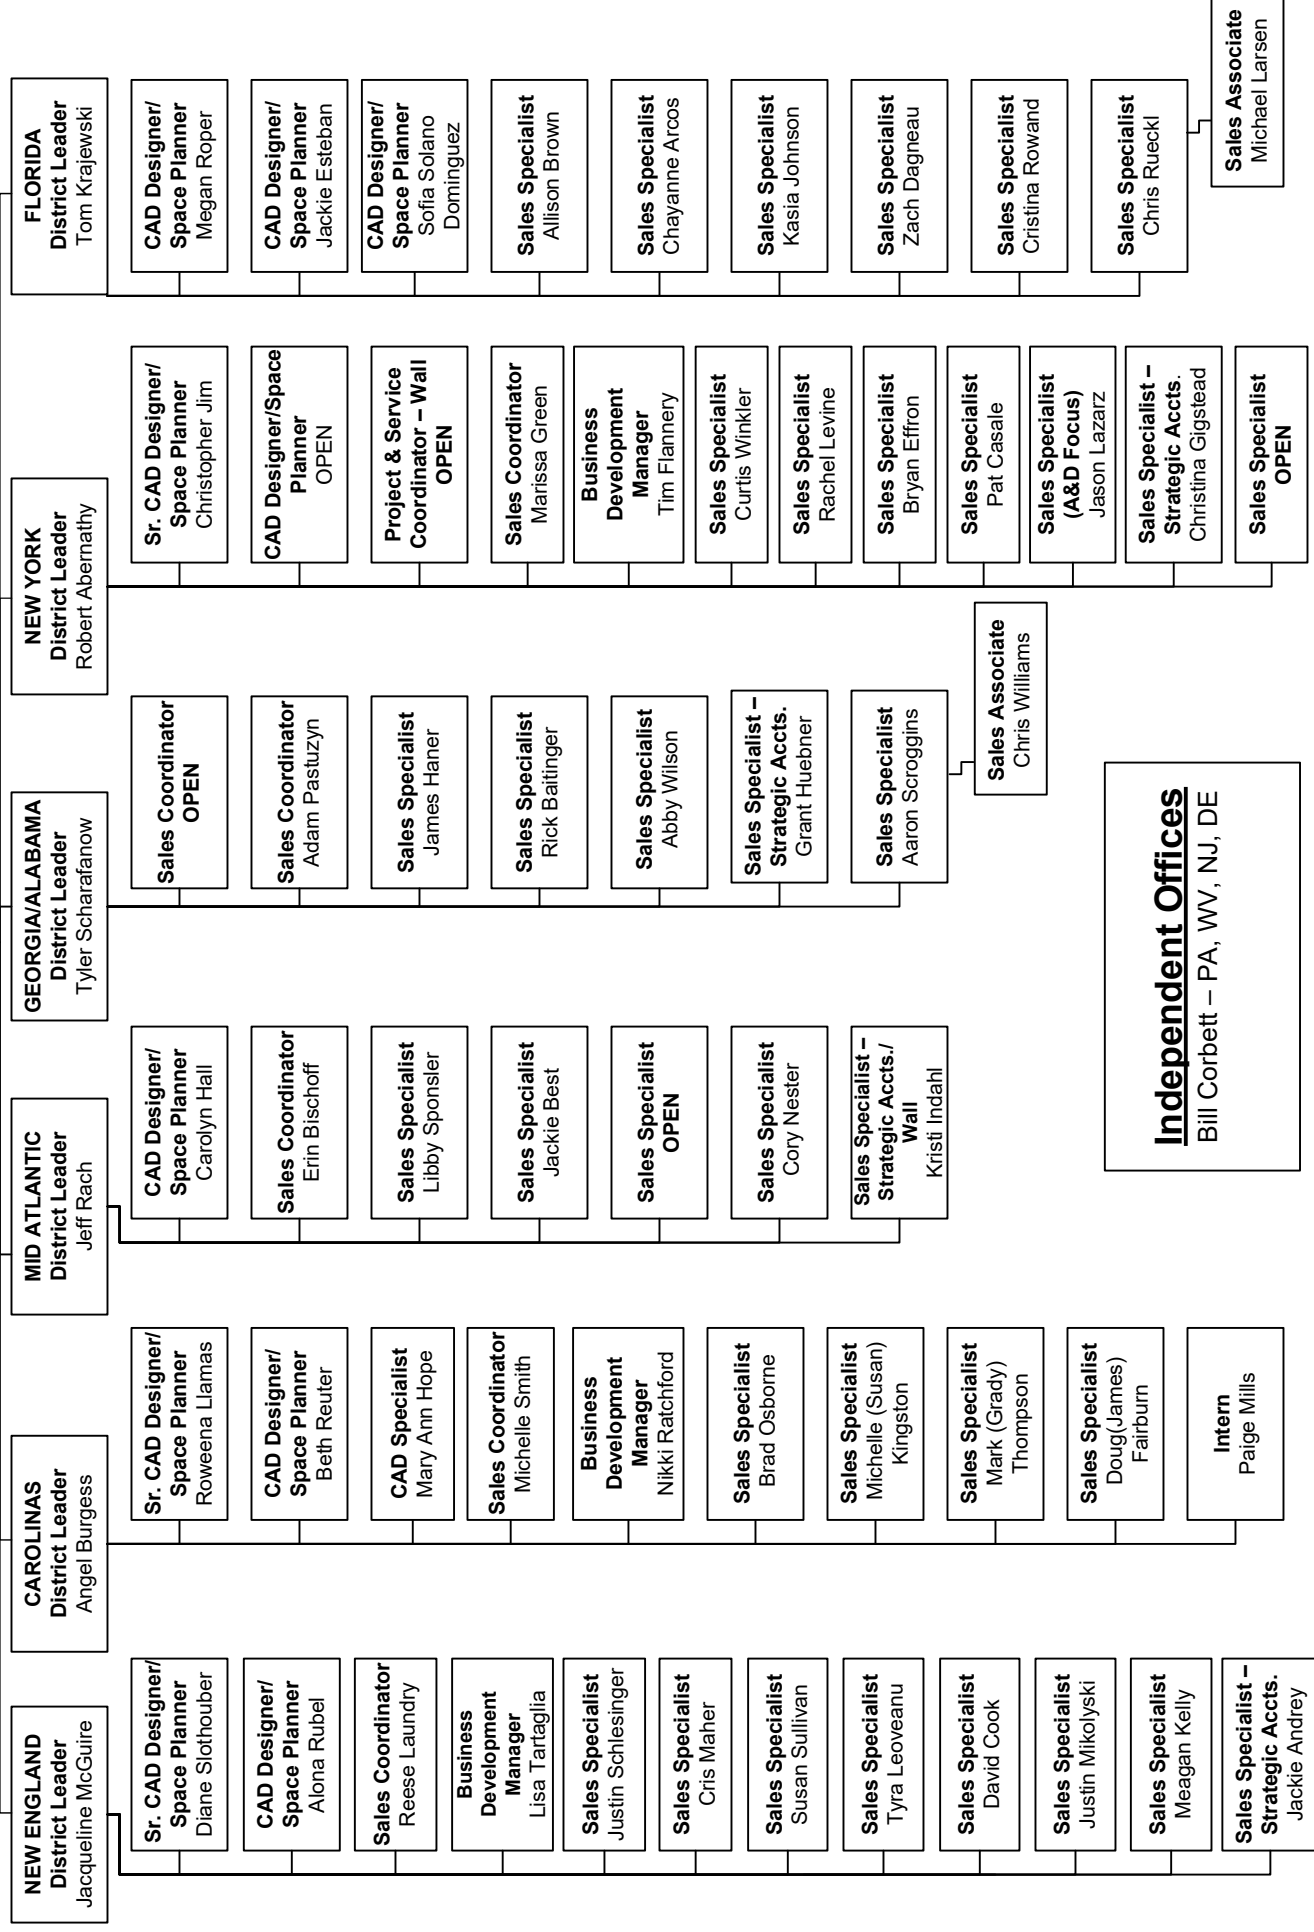 NEW ENGLAND
District Leader
Jacqueline McGuire
Sr. CAD Designer/
Space Planner
Diane Slothouber
CAD Designer/
Space Planner
Alona Rubel
Sales Coordinator
Reese Laundry
Business
Development
Manager
Lisa Tartaglia
Sales Specialist
Justin Schlesinger
Sales Specialist
Cris Maher
Sales Specialist
Susan Sullivan
Sales Specialist
Tyra Leoveanu
Sales Specialist
David Cook
Sales Specialist
Justin Mikolyski
Sales Specialist
Meagan Kelly
Sales Specialist –
Strategic Accts.
Jackie Andrey
CAROLINAS
District Leader
Angel Burgess
Sr. CAD Designer/
Space Planner
Roweena Llamas
CAD Designer/
Space Planner
Beth Reuter
CAD Specialist
Mary Ann Hope
Sales Coordinator
Michelle Smith
Business
Development
Manager
Nikki Ratchford
Sales Specialist
Brad Osborne
Sales Specialist
Michelle (Susan)
Kingston
Sales Specialist
Mark (Grady)
Thompson
Sales Specialist
Doug(James)
Fairburn
Intern
Paige Mills
MID ATLANTIC
District Leader
Jeff Rach
CAD Designer/
Space Planner
Carolyn Hall
Sales Coordinator
Erin Bischoff
Sales Specialist
Libby Sponsler
Sales Specialist
Jackie Best
Sales Specialist
OPEN
Sales Specialist
Cory Nester
Sales Specialist –
Strategic Accts./
Wall
Kristi Indahl
GEORGIA/ALABAMA
District Leader
Tyler Scharafanow
Sales Coordinator
OPEN
Sales Coordinator
Adam Pastuzyn
Sales Specialist
James Haner
Sales Specialist
Rick Baitinger
Sales Specialist
Abby Wilson
Sales Specialist –
Strategic Accts.
Grant Huebner
Sales Specialist
Aaron Scroggins
Sales Associate
Chris Williams
NEW YORK
District Leader
Robert Abernathy
Sr. CAD Designer/
Space Planner
Christopher Jim
CAD Designer/Space
Planner
OPEN
Project & Service
Coordinator – Wall
OPEN
Sales Coordinator
Marissa Green
Business
Development
Manager
Tim Flannery
Sales Specialist
Curtis Winkler
Sales Specialist
Rachel Levine
Sales Specialist
Bryan Effron
Sales Specialist
Pat Casale
Sales Specialist
(A&D Focus)
Jason Lazarz
Sales Specialist –
Strategic Accts.
Christina Gigstead
Sales Specialist
OPEN
FLORIDA
District Leader
Tom Krajewski
CAD Designer/
Space Planner
Megan Roper
CAD Designer/
Space Planner
Jackie Esteban
CAD Designer/
Space Planner
Sofia Solano
Dominguez
Sales Specialist
Allison Brown
Sales Specialist
Chayanne Arcos
Sales Specialist
Kasia Johnson
Sales Specialist
Zach Dagneau
Sales Specialist
Cristina Rowand
Sales Specialist
Chris Rueckl
Sales Associate
Michael Larsen
Independent Offices
Bill Corbett – PA, WV, NJ, DE